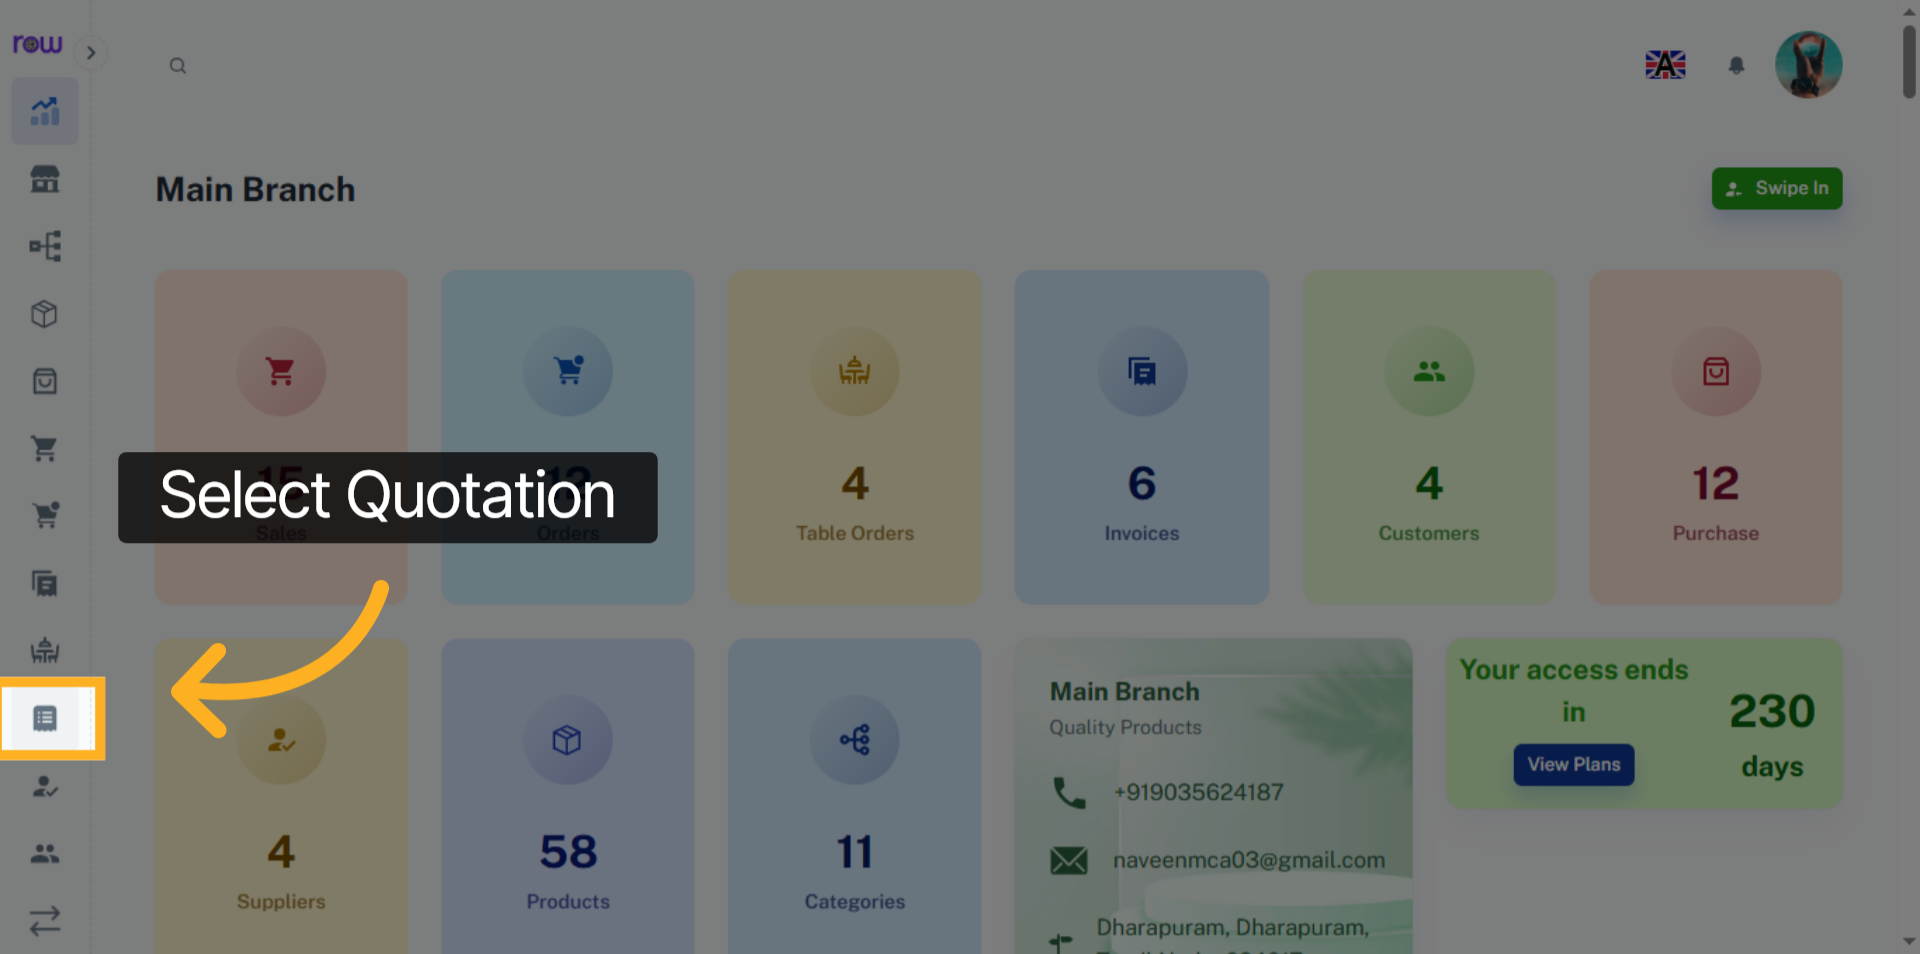 row
A
Main Branch
Swipe In
15
Sales
12
Orders
4
Table Orders
6
Invoices
4
Customers
12
Purchase
Select Quotation
4
Suppliers
58
Products
11
Categories
Main Branch
Quality Products
+919035624187
naveenmca03@gmail.com
Dharapuram, Dharapuram,
Your access ends
in
230
days
View Plans